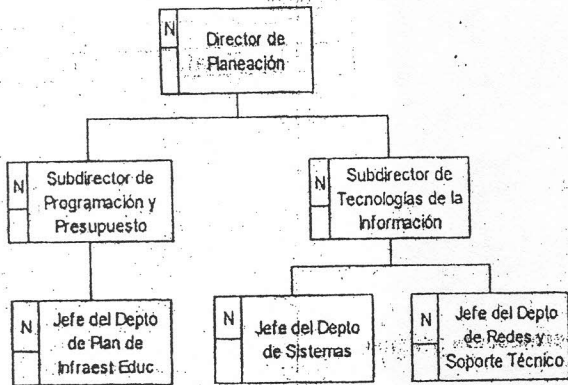 N
Director de
Planeación
N
Subdirector de
Programación y
Presupuesto
N
Subdirector de
Tecnologías de la
Información
N
Jefe del Depto
de Plan de
Infraest Educ
N
Jefe del Depto
de Sistemas
N
Jefe del Depto
de Redes y
Soporte Técnico